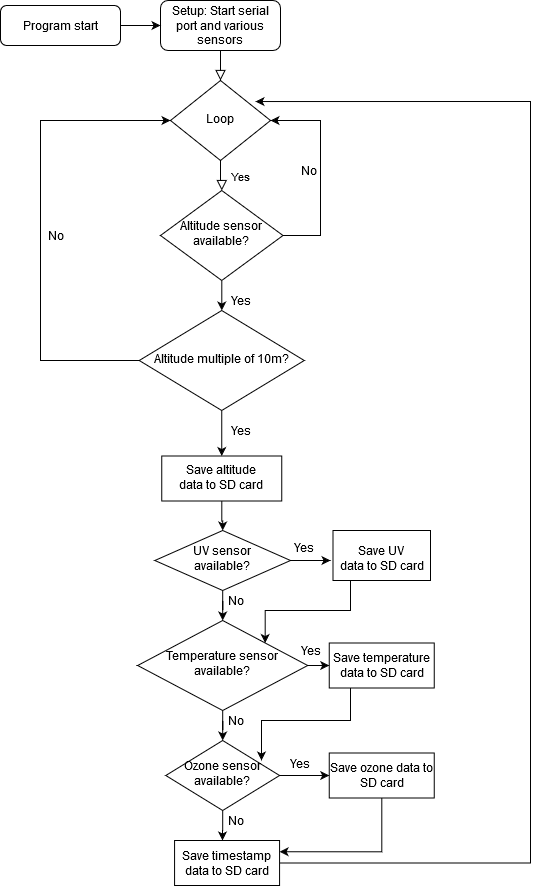 Program start
Setup: Start serial
port and various
sensors
Loop
Yes
No
Altitude sensor
available?
No
Yes
Altitude multiple of 10m?
Yes
Save altitude
data to SD card
UV sensor
available?
Yes
Save UV
data to SD card
No
Temperature sensor
available?
Yes
Save temperature
data to SD card
No
Ozone sensor
available?
Yes
Save ozone data to
SD card
No
Save timestamp
data to SD card